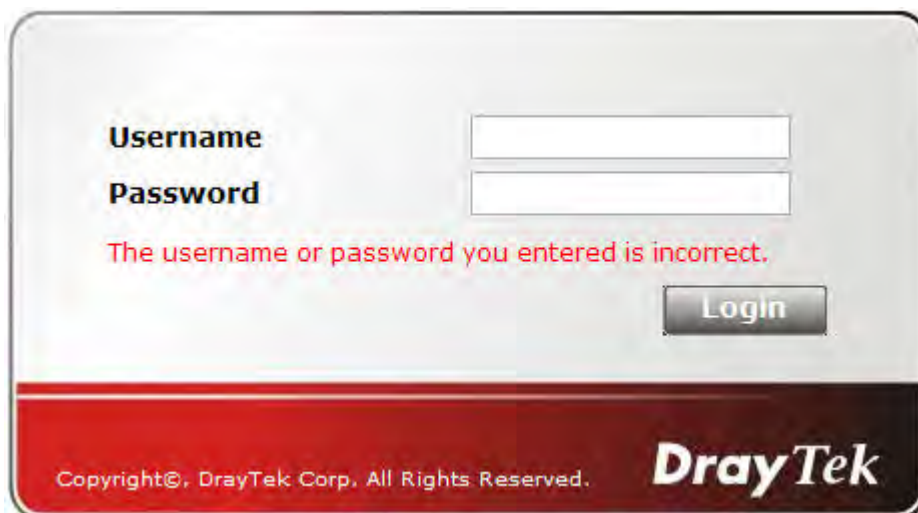 Username
Password
The username or password you entered is incorrect.
Login
Copyright©, DrayTek Corp. All Rights Reserved.
DrayTek